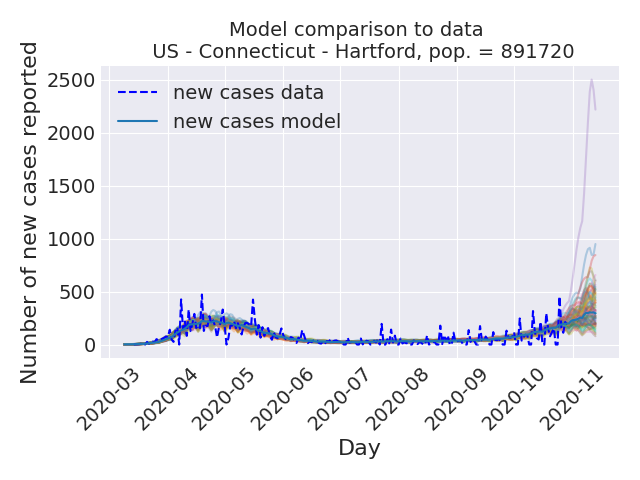 Model comparison to data
US - Connecticut - Hartford, pop. = 891720
new cases data
new cases model
Number of new cases reported
2500
2000
1500
1000
500
0
2020-03
2020-04
2020-05
2020-06
2020-07
2020-08
2020-09
2020-10
2020-11
Day